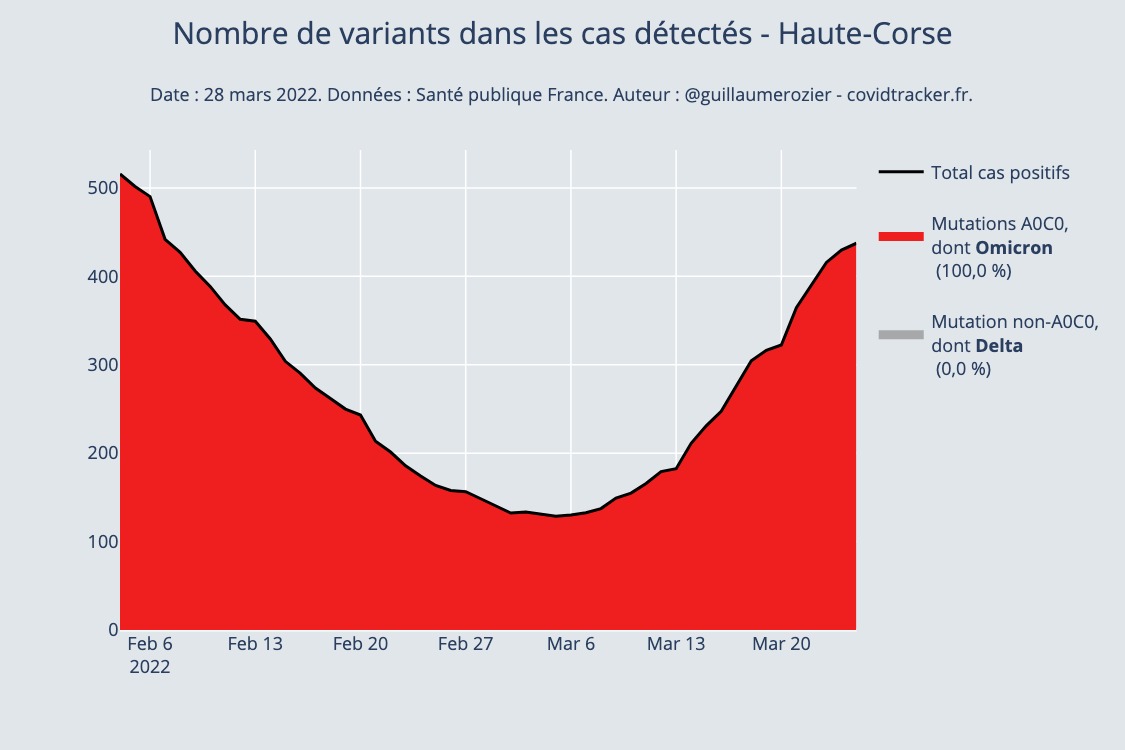 Nombre de variants dans les cas détectés - Haute-Corse
Date : 28 mars 2022. Données : Santé publique France. Auteur : @guillaumerozier - covidtracker.fr.
500
400
300
200
100
0
Feb 6
2022
Feb 13
Feb 20
Feb 27
Mar 6
Mar 13
Mar 20
Total cas positifs
Mutations A0C0,
dont Omicron
(100,0 %)
Mutation non-A0C0,
dont Delta
(0,0 %)